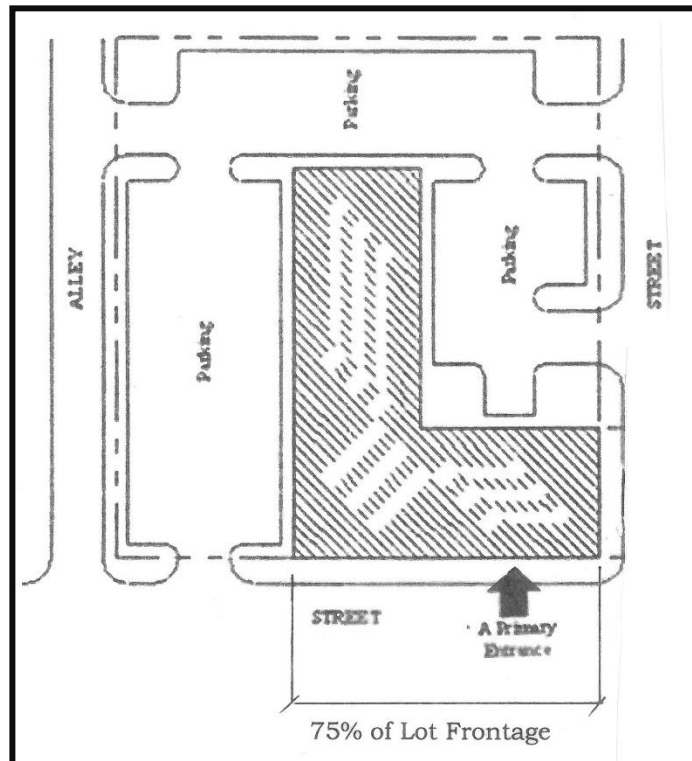 Parking
ALLEY
Parking
Parking
STREET
STREET
A Primary
Entrance
75% of Lot Frontage